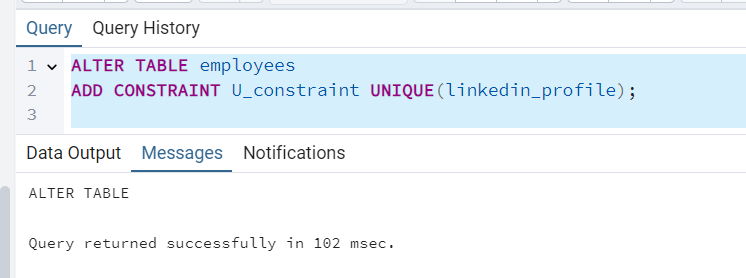 Query Query History
1 ALTER TABLE employees
2 ADD CONSTRAINT U_constraint UNIQUE(linkedin_profile);
3
Data Output Messages Notifications
ALTER TABLE
Query returned successfully in 102 msec.